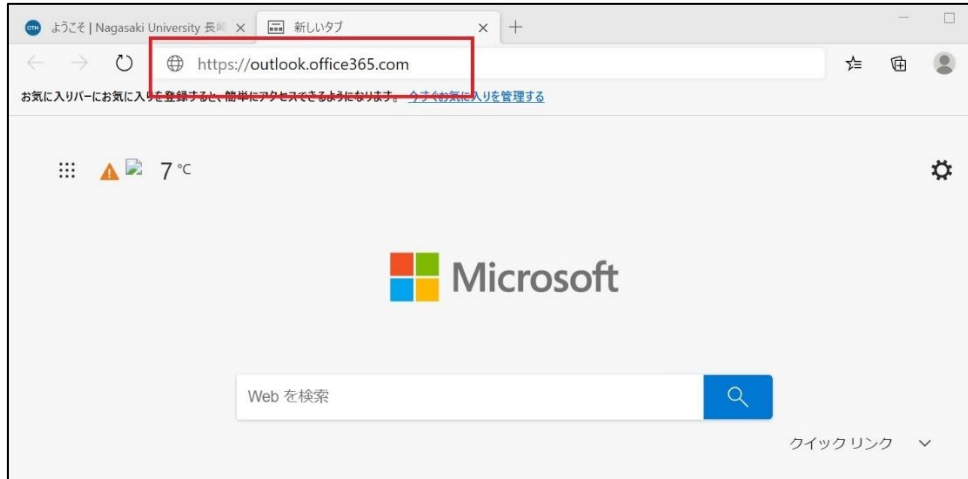 ようこそ | Nagasaki University 長崎
新しいタブ
https://outlook.office365.com
お気に入りバーにお気に入りを登録すると、簡単にアクセスできるようになります。 今すぐお気に入りを管理する
7 °C
Microsoft
Web を検索
クイック リンク